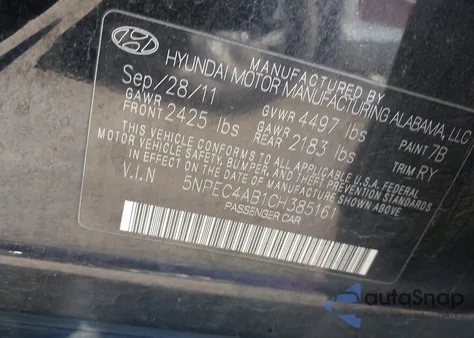 MANUFACTURED BY
HYUNDAI MOTOR MANUFACTURING ALABAMA, LLC
Sep/28/11 GVWR 4497 lbs PAINT 7B
GAWR FRONT 2425 lbs GAWR REAR 2183 lbs TRIM RY
THIS VEHICLE CONFORMS TO ALL APPLICABLE U.S.A. FEDERAL
MOTOR VEHICLE SAFETY, BUMPER, AND THEFT PREVENTION STANDARDS
IN EFFECT ON THE DATE OF MANUFACTURE SHOWN ABOVE.
V.I.N 5NPEC4AB1CH385161
PASSENGER CAR
autoSnap